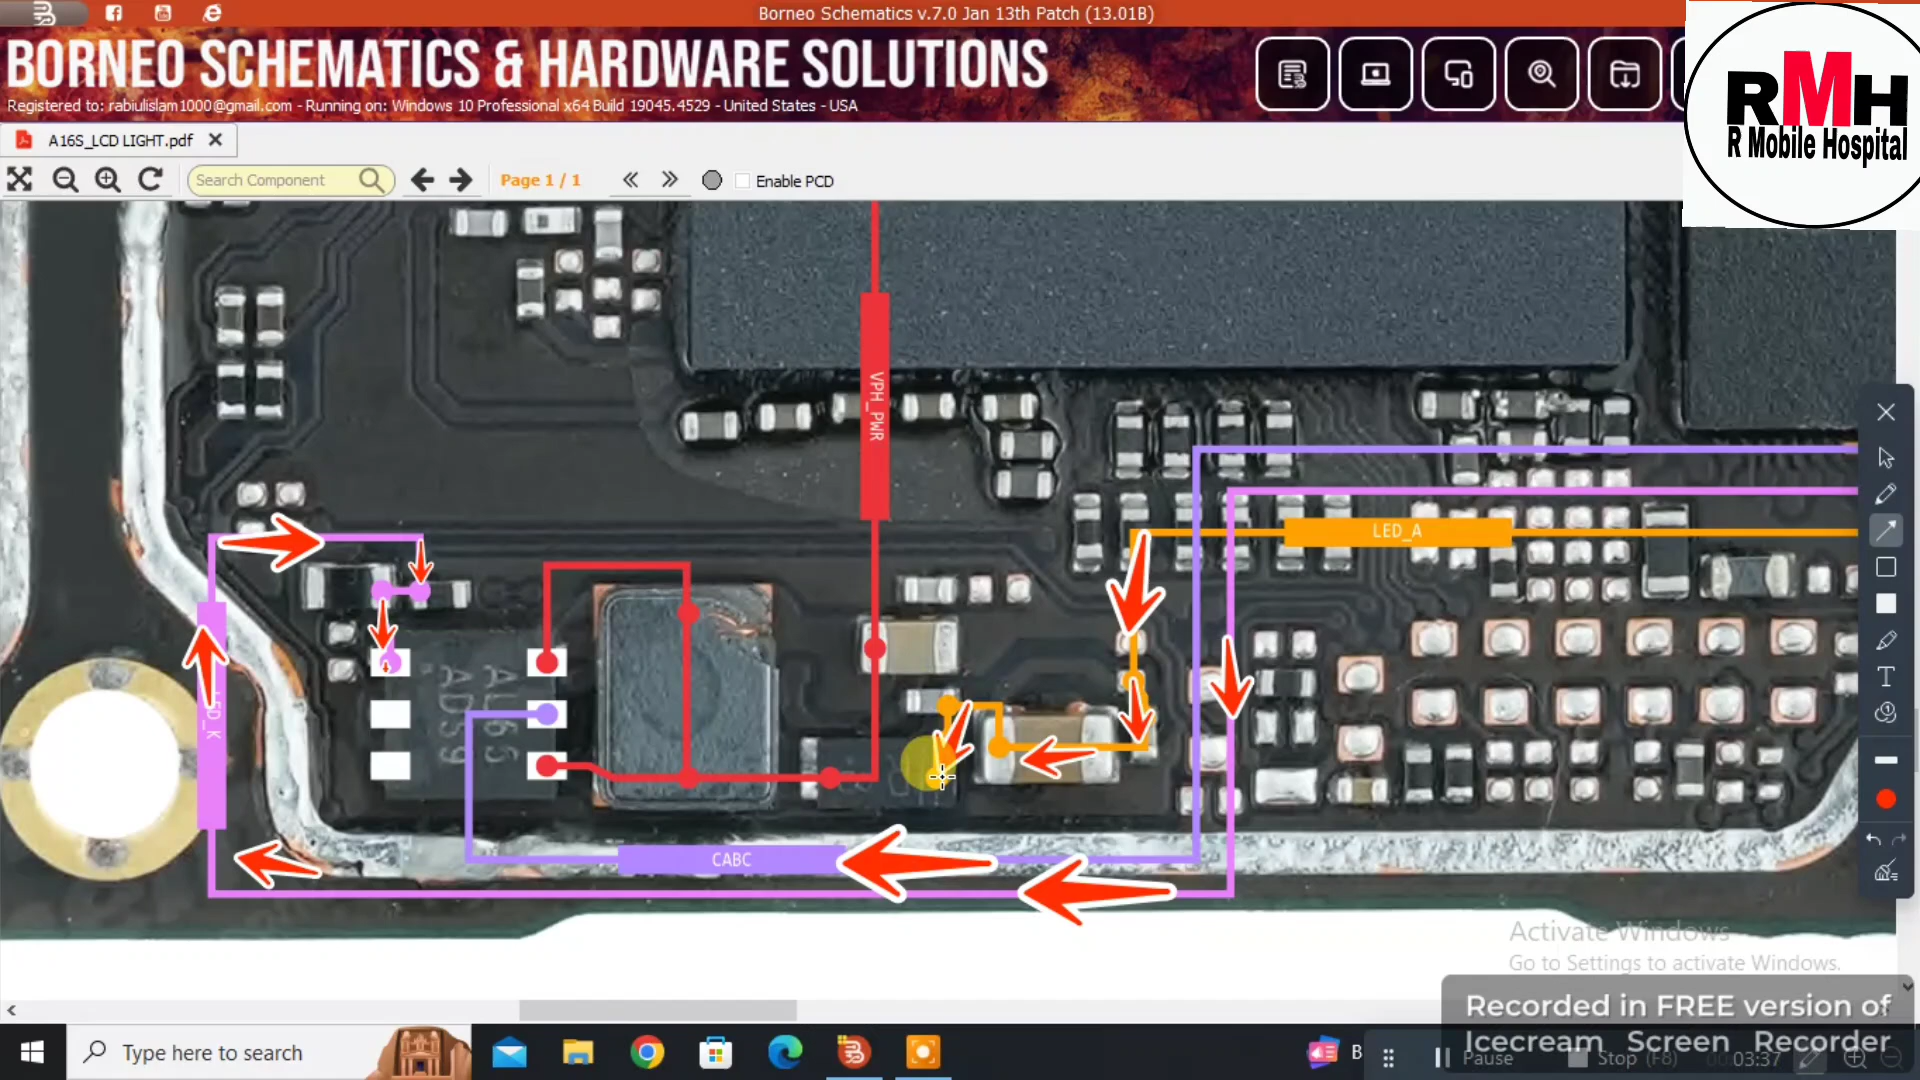 Borneo Schematics v.7.0 Jan 13th Patch (13.01B)
BORNEO SCHEMATICS & HARDWARE SOLUTIONS
Registered to: rabiulislam1000@gmail.com - Running on: Windows 10 Professional x64 Build 19045.4529 - United States - USA
RMH
R Mobile Hospital
A16S_LCD LIGHT.pdf
Search Component
Page 1 / 1
Enable PCD
VPH_PWR
LED_A
LED_K
AL65
ADS9
CABC
Activate Windows
Go to Settings to activate Windows.
Recorded in FREE version of
Icecream Screen Recorder
Type here to search
B
Pause
Stop (F8)
03:37